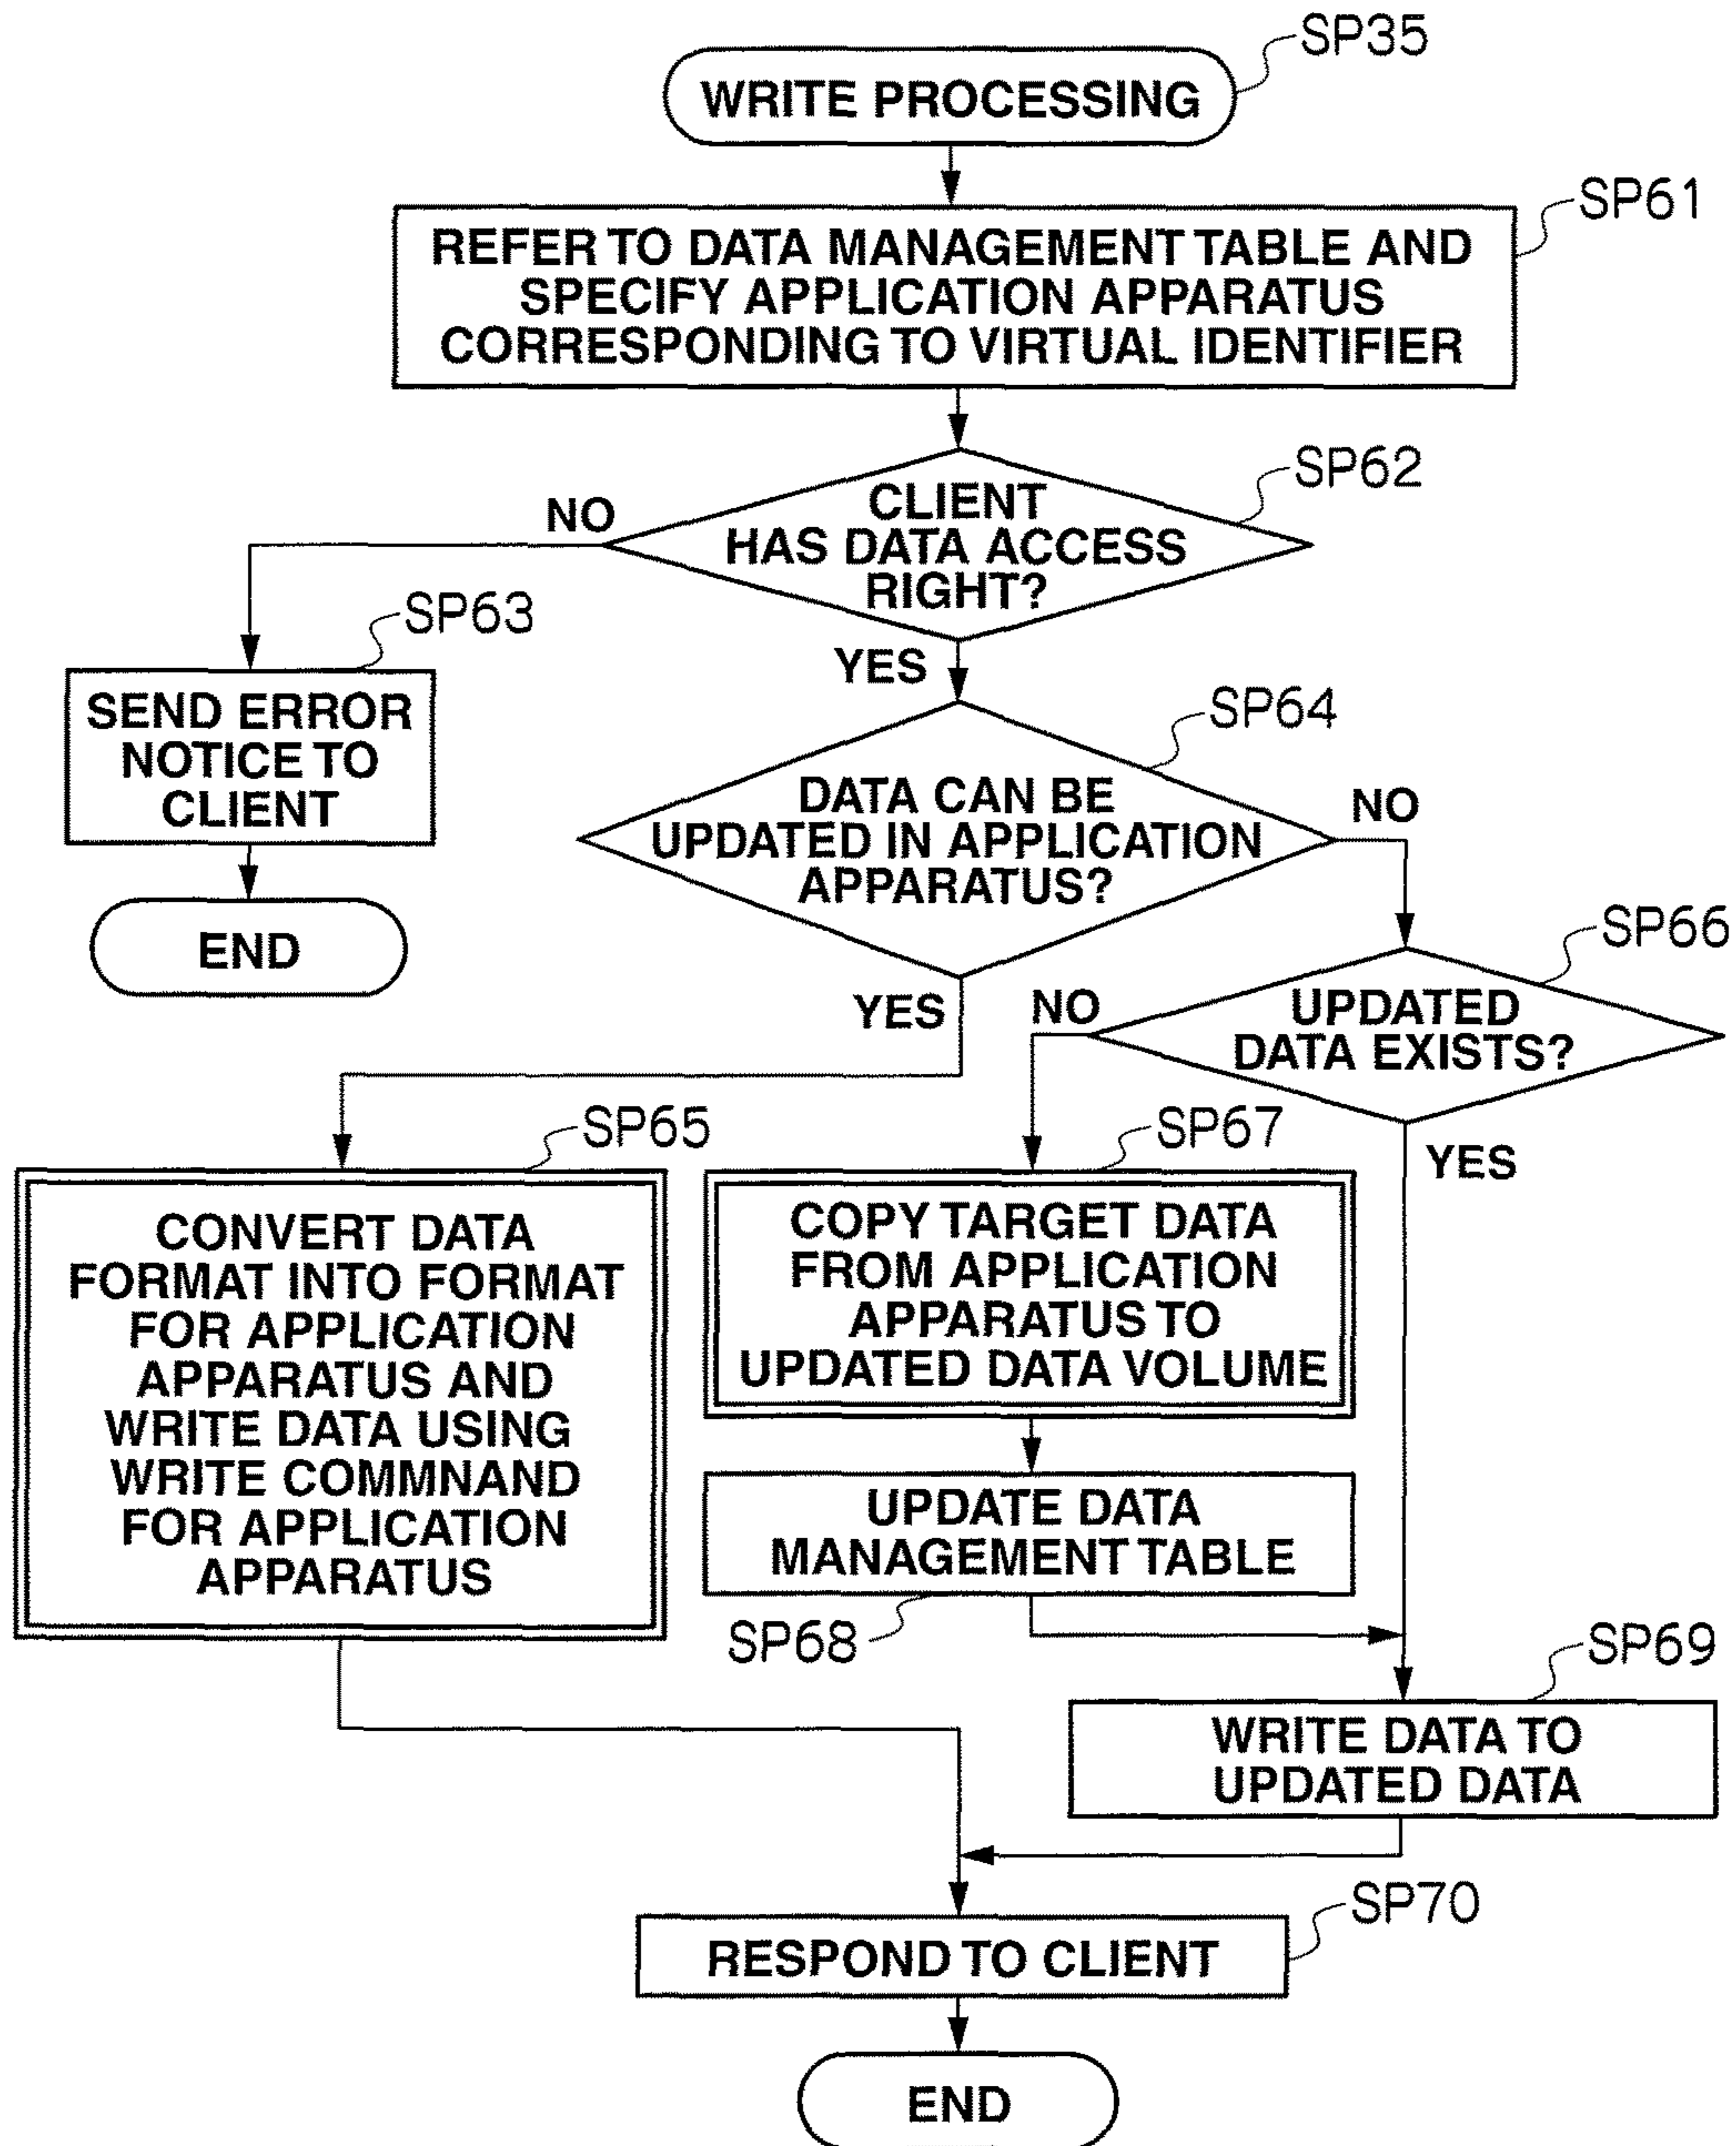 SP35
WRITE PROCESSING
SP61
REFER TO DATA MANAGEMENT TABLE AND
SPECIFY APPLICATION APPARATUS
CORRESPONDING TO VIRTUAL IDENTIFIER
SP62
CLIENT
HAS DATA ACCESS
RIGHT?
NO
YES
SP63
SEND ERROR
NOTICE TO
CLIENT
END
SP64
DATA CAN BE
UPDATED IN APPLICATION
APPARATUS?
NO
YES
SP66
UPDATED
DATA EXISTS?
NO
YES
SP65
CONVERT DATA
FORMAT INTO FORMAT
FOR APPLICATION
APPARATUS AND
WRITE DATA USING
WRITE COMMNAND
FOR APPLICATION
APPARATUS
SP67
COPY TARGET DATA
FROM APPLICATION
APPARATUS TO
UPDATED DATA VOLUME
UPDATE DATA
MANAGEMENT TABLE
SP68
SP69
WRITE DATA TO
UPDATED DATA
SP70
RESPOND TO CLIENT
END